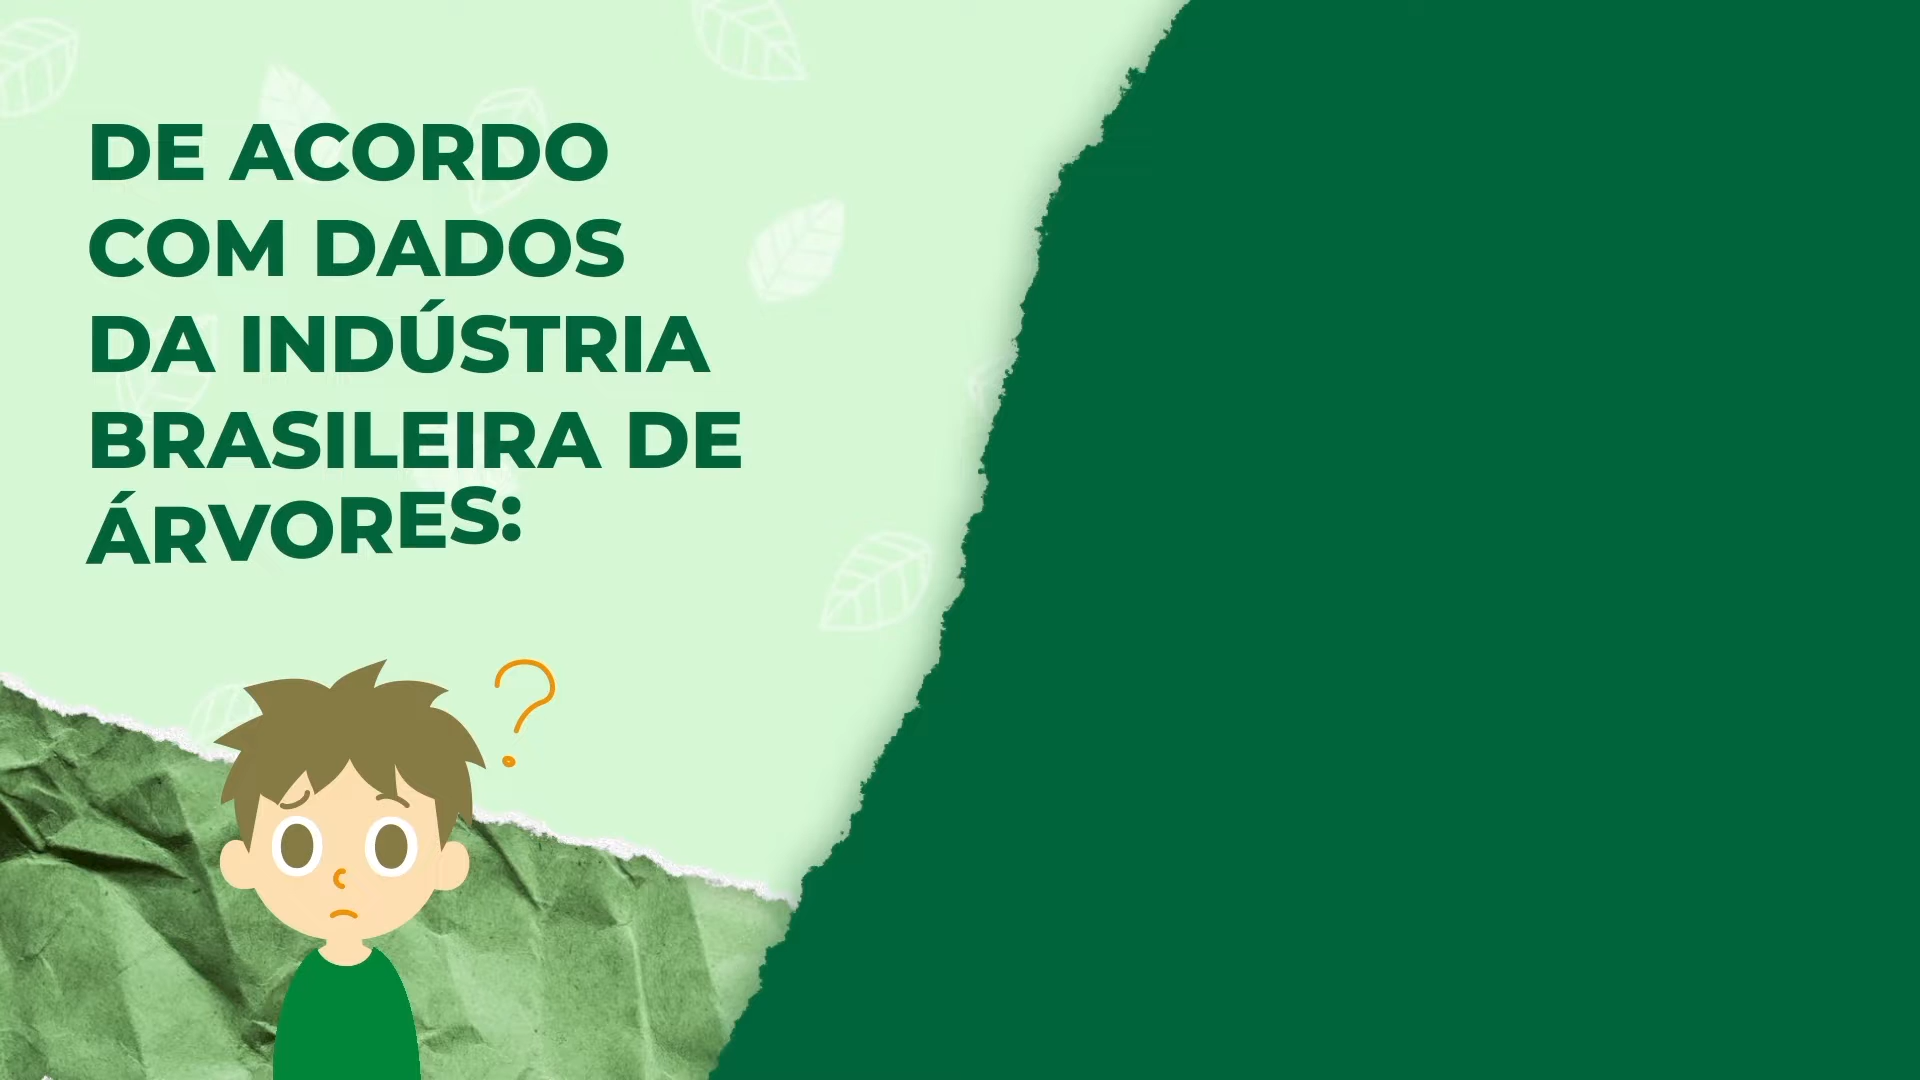 DE ACORDO
COM DADOS
DA INDÚSTRIA
BRASILEIRA DE
ÁRVORES:
?